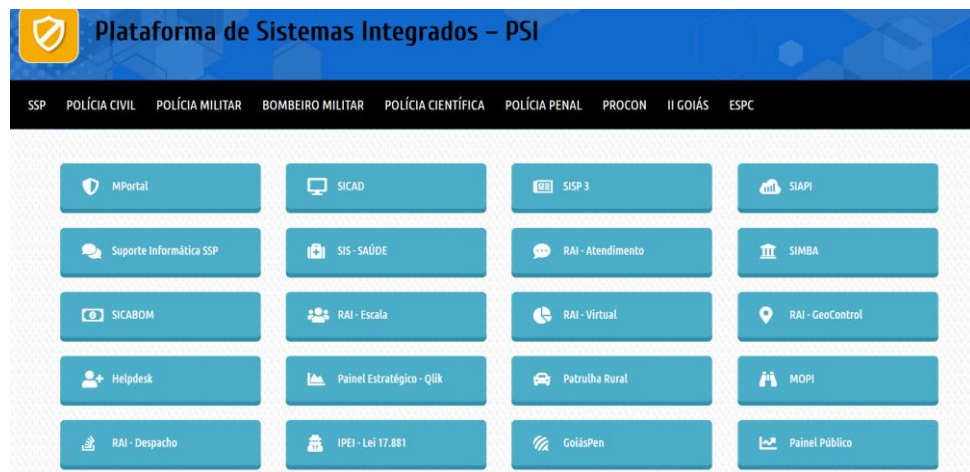 Plataforma de Sistemas Integrados – PSI
SSP POLÍCIA CIVIL POLÍCIA MILITAR BOMBEIRO MILITAR POLÍCIA CIENTÍFICA POLÍCIA PENAL PROCON II GOIÁS ESPC
MPortal SICAD SISP 3 SIAPI
Suporte Informática SSP SIS - SAÚDE RAI - Atendimento SIMBA
SICABOM RAI - Escala RAI - Virtual RAI - GeoControl
Helpdesk Painel Estratégico - Qlik Patrulha Rural MOPI
RAI - Despacho IPEI - Lei 17.881 GoiásPen Painel Público